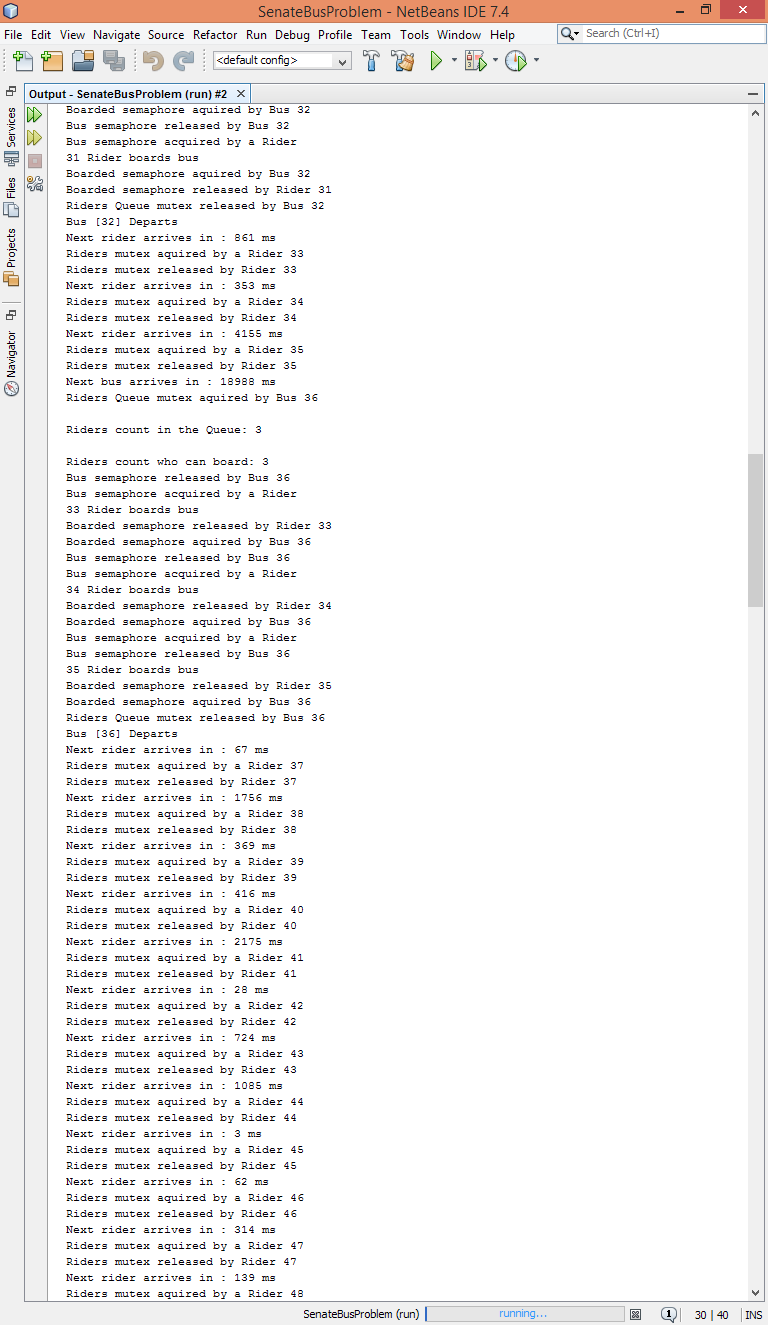 SenateBusProblem - NetBeans IDE 7.4
File Edit View Navigate Source Refactor Run Debug Profile Team Tools Window Help
Search (Ctrl+I)
<default config>
Output - SenateBusProblem (run) #2
Services
Files
Projects
Navigator
Boarded semaphore aquired by Bus 32
Bus semaphore released by Bus 32
Bus semaphore acquired by a Rider
31 Rider boards bus
Boarded semaphore aquired by Bus 32
Boarded semaphore released by Rider 31
Riders Queue mutex released by Bus 32
Bus [32] Departs
Next rider arrives in : 861 ms
Riders mutex aquired by a Rider 33
Riders mutex released by Rider 33
Next rider arrives in : 353 ms
Riders mutex aquired by a Rider 34
Riders mutex released by Rider 34
Next rider arrives in : 4155 ms
Riders mutex aquired by a Rider 35
Riders mutex released by Rider 35
Next bus arrives in : 18988 ms
Riders Queue mutex aquired by Bus 36
Riders count in the Queue: 3
Riders count who can board: 3
Bus semaphore released by Bus 36
Bus semaphore acquired by a Rider
33 Rider boards bus
Boarded semaphore released by Rider 33
Boarded semaphore aquired by Bus 36
Bus semaphore released by Bus 36
Bus semaphore acquired by a Rider
34 Rider boards bus
Boarded semaphore released by Rider 34
Boarded semaphore aquired by Bus 36
Bus semaphore acquired by a Rider
Bus semaphore released by Bus 36
35 Rider boards bus
Boarded semaphore released by Rider 35
Boarded semaphore aquired by Bus 36
Riders Queue mutex released by Bus 36
Bus [36] Departs
Next rider arrives in : 67 ms
Riders mutex aquired by a Rider 37
Riders mutex released by Rider 37
Next rider arrives in : 1756 ms
Riders mutex aquired by a Rider 38
Riders mutex released by Rider 38
Next rider arrives in : 369 ms
Riders mutex aquired by a Rider 39
Riders mutex released by Rider 39
Next rider arrives in : 416 ms
Riders mutex aquired by a Rider 40
Riders mutex released by Rider 40
Next rider arrives in : 2175 ms
Riders mutex aquired by a Rider 41
Riders mutex released by Rider 41
Next rider arrives in : 28 ms
Riders mutex aquired by a Rider 42
Riders mutex released by Rider 42
Next rider arrives in : 724 ms
Riders mutex aquired by a Rider 43
Riders mutex released by Rider 43
Next rider arrives in : 1085 ms
Riders mutex aquired by a Rider 44
Riders mutex released by Rider 44
Next rider arrives in : 3 ms
Riders mutex aquired by a Rider 45
Riders mutex released by Rider 45
Next rider arrives in : 62 ms
Riders mutex aquired by a Rider 46
Riders mutex released by Rider 46
Next rider arrives in : 314 ms
Riders mutex aquired by a Rider 47
Riders mutex released by Rider 47
Next rider arrives in : 139 ms
Riders mutex aquired by a Rider 48
SenateBusProblem (run) running... 1 30 | 40 INS